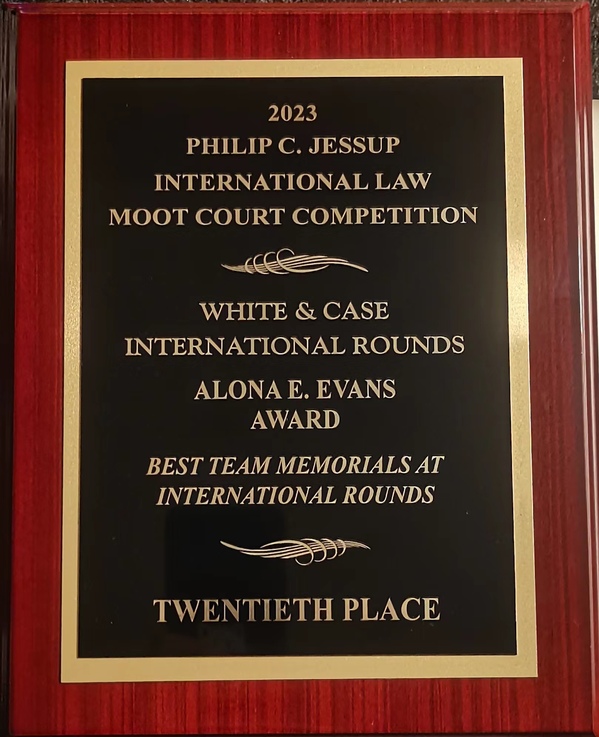 2023
PHILIP C. JESSUP
INTERNATIONAL LAW
MOOT COURT COMPETITION
WHITE & CASE
INTERNATIONAL ROUNDS
ALONA E. EVANS
AWARD
BEST TEAM MEMORIALS AT
INTERNATIONAL ROUNDS
TWENTIETH PLACE